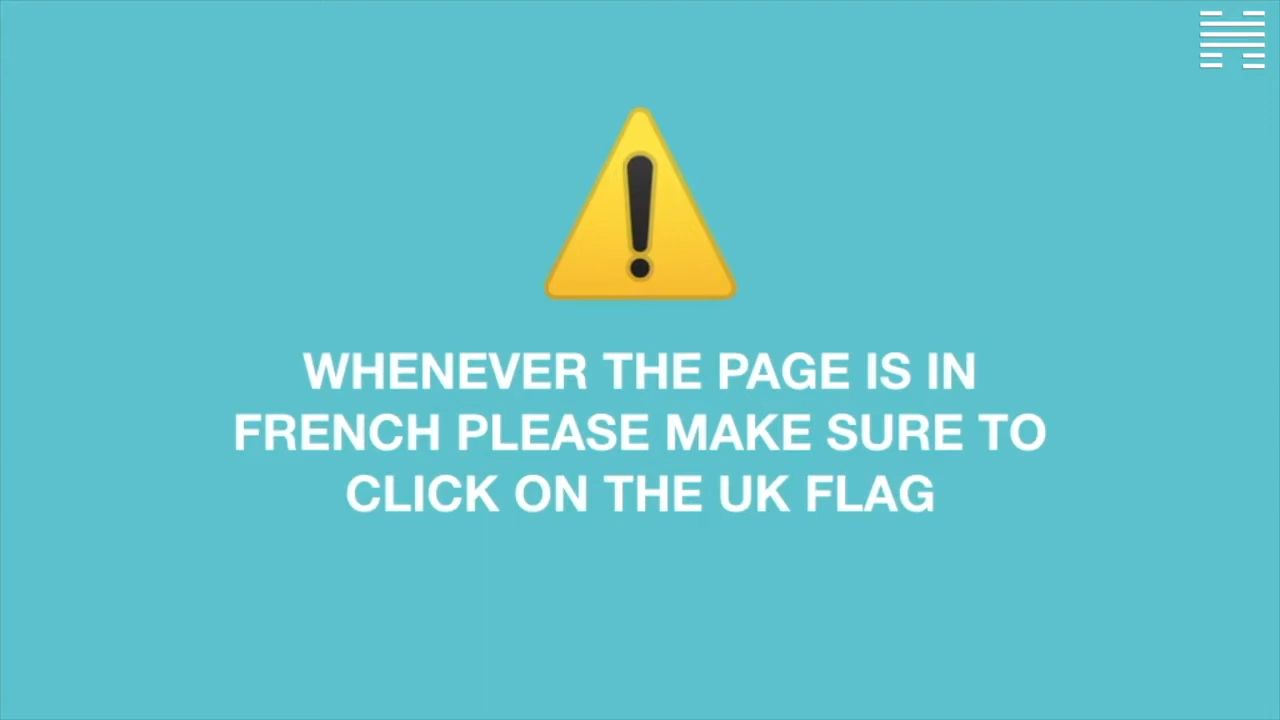 WHENEVER THE PAGE IS IN
FRENCH PLEASE MAKE SURE TO
CLICK ON THE UK FLAG